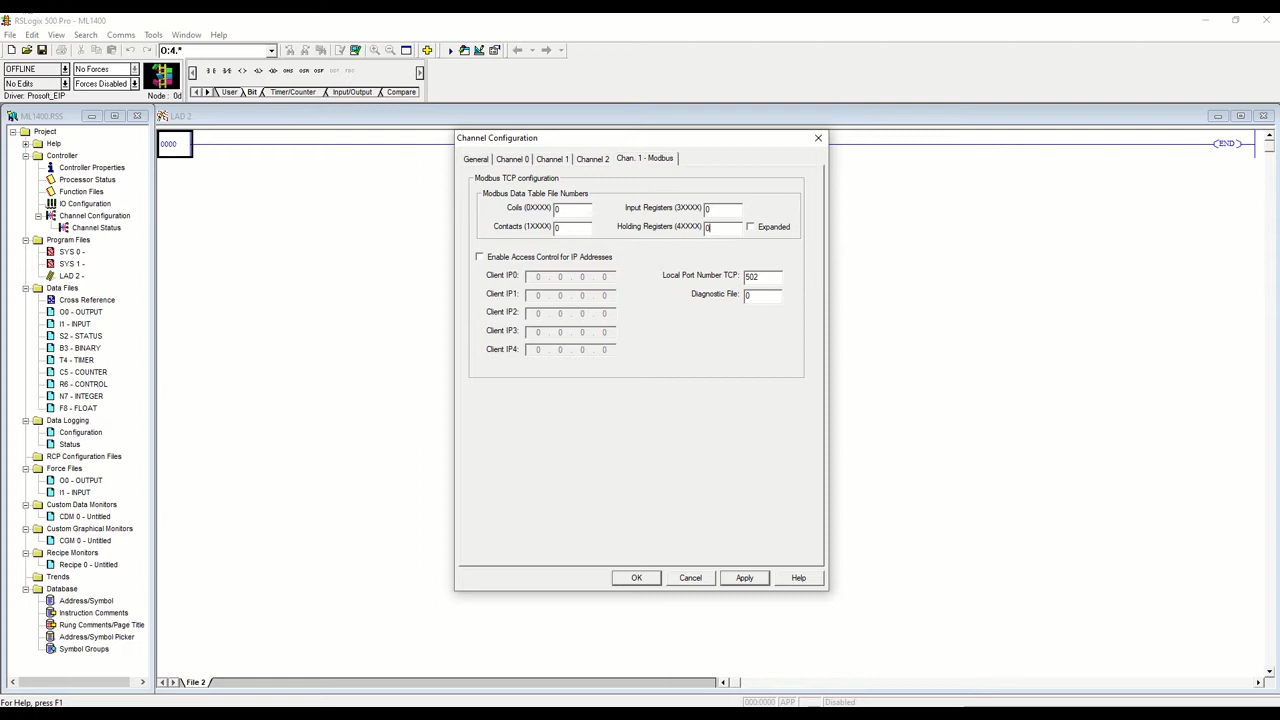 RSLogix 500 Pro - ML1400
File Edit View Search Comms Tools Window Help
O:4.*
OFFLINE No Forces
No Edits Forces Disabled
Driver: Prosoft_EIP Node : 0d
User Bit Timer/Counter Input/Output Compare
ML1400.RSS
Project
Help
Controller
Controller Properties
Processor Status
Function Files
IO Configuration
Channel Configuration
Channel Status
Program Files
SYS 0 -
SYS 1 -
LAD 2 -
Data Files
Cross Reference
O0 - OUTPUT
I1 - INPUT
S2 - STATUS
B3 - BINARY
T4 - TIMER
C5 - COUNTER
R6 - CONTROL
N7 - INTEGER
F8 - FLOAT
Data Logging
Configuration
Status
RCP Configuration Files
Force Files
O0 - OUTPUT
I1 - INPUT
Custom Data Monitors
CDM 0 - Untitled
Custom Graphical Monitors
CGM 0 - Untitled
Recipe Monitors
Recipe 0 - Untitled
Trends
Database
Address/Symbol
Instruction Comments
Rung Comments/Page Title
Address/Symbol Picker
Symbol Groups
LAD 2
0000
END
Channel Configuration
General Channel 0 Channel 1 Channel 2 Chan. 1 - Modbus
Modbus TCP configuration
Modbus Data Table File Numbers
Coils (0XXXX) 0 Input Registers (3XXXX) 0
Contacts (1XXXX) 0 Holding Registers (4XXXX) 0 Expanded
Enable Access Control for IP Addresses
Client IP0: 0 . 0 . 0 . 0 Local Port Number TCP: 502
Client IP1: 0 . 0 . 0 . 0 Diagnostic File: 0
Client IP2: 0 . 0 . 0 . 0
Client IP3: 0 . 0 . 0 . 0
Client IP4: 0 . 0 . 0 . 0
OK Cancel Apply Help
File 2
For Help, press F1 000:0000 APP Disabled